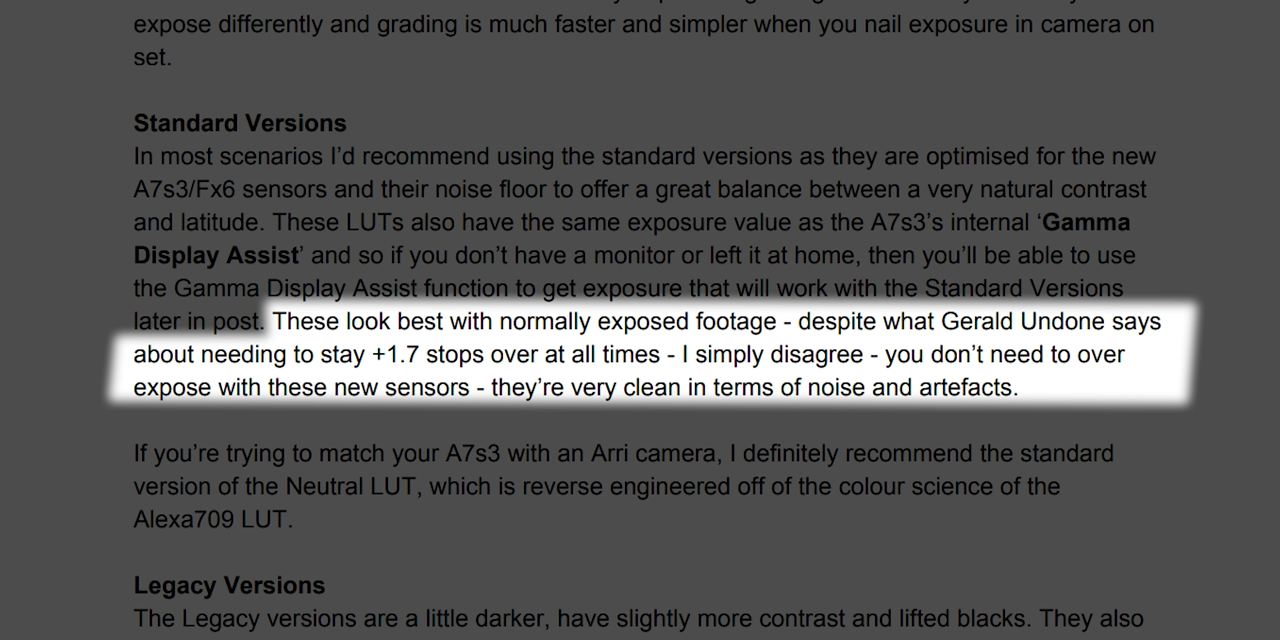 expose differently and grading is much faster and simpler when you nail exposure in camera on
set.
Standard Versions
In most scenarios I’d recommend using the standard versions as they are optimised for the new
A7s3/Fx6 sensors and their noise floor to offer a great balance between a very natural contrast
and latitude. These LUTs also have the same exposure value as the A7s3’s internal ‘Gamma
Display Assist’ and so if you don’t have a monitor or left it at home, then you’ll be able to use
the Gamma Display Assist function to get exposure that will work with the Standard Versions
later in post. These look best with normally exposed footage - despite what Gerald Undone says
about needing to stay +1.7 stops over at all times - I simply disagree - you don’t need to over
expose with these new sensors - they’re very clean in terms of noise and artefacts.
If you’re trying to match your A7s3 with an Arri camera, I definitely recommend the standard
version of the Neutral LUT, which is reverse engineered off of the colour science of the
Alexa709 LUT.
Legacy Versions
The Legacy versions are a little darker, have slightly more contrast and lifted blacks. They also